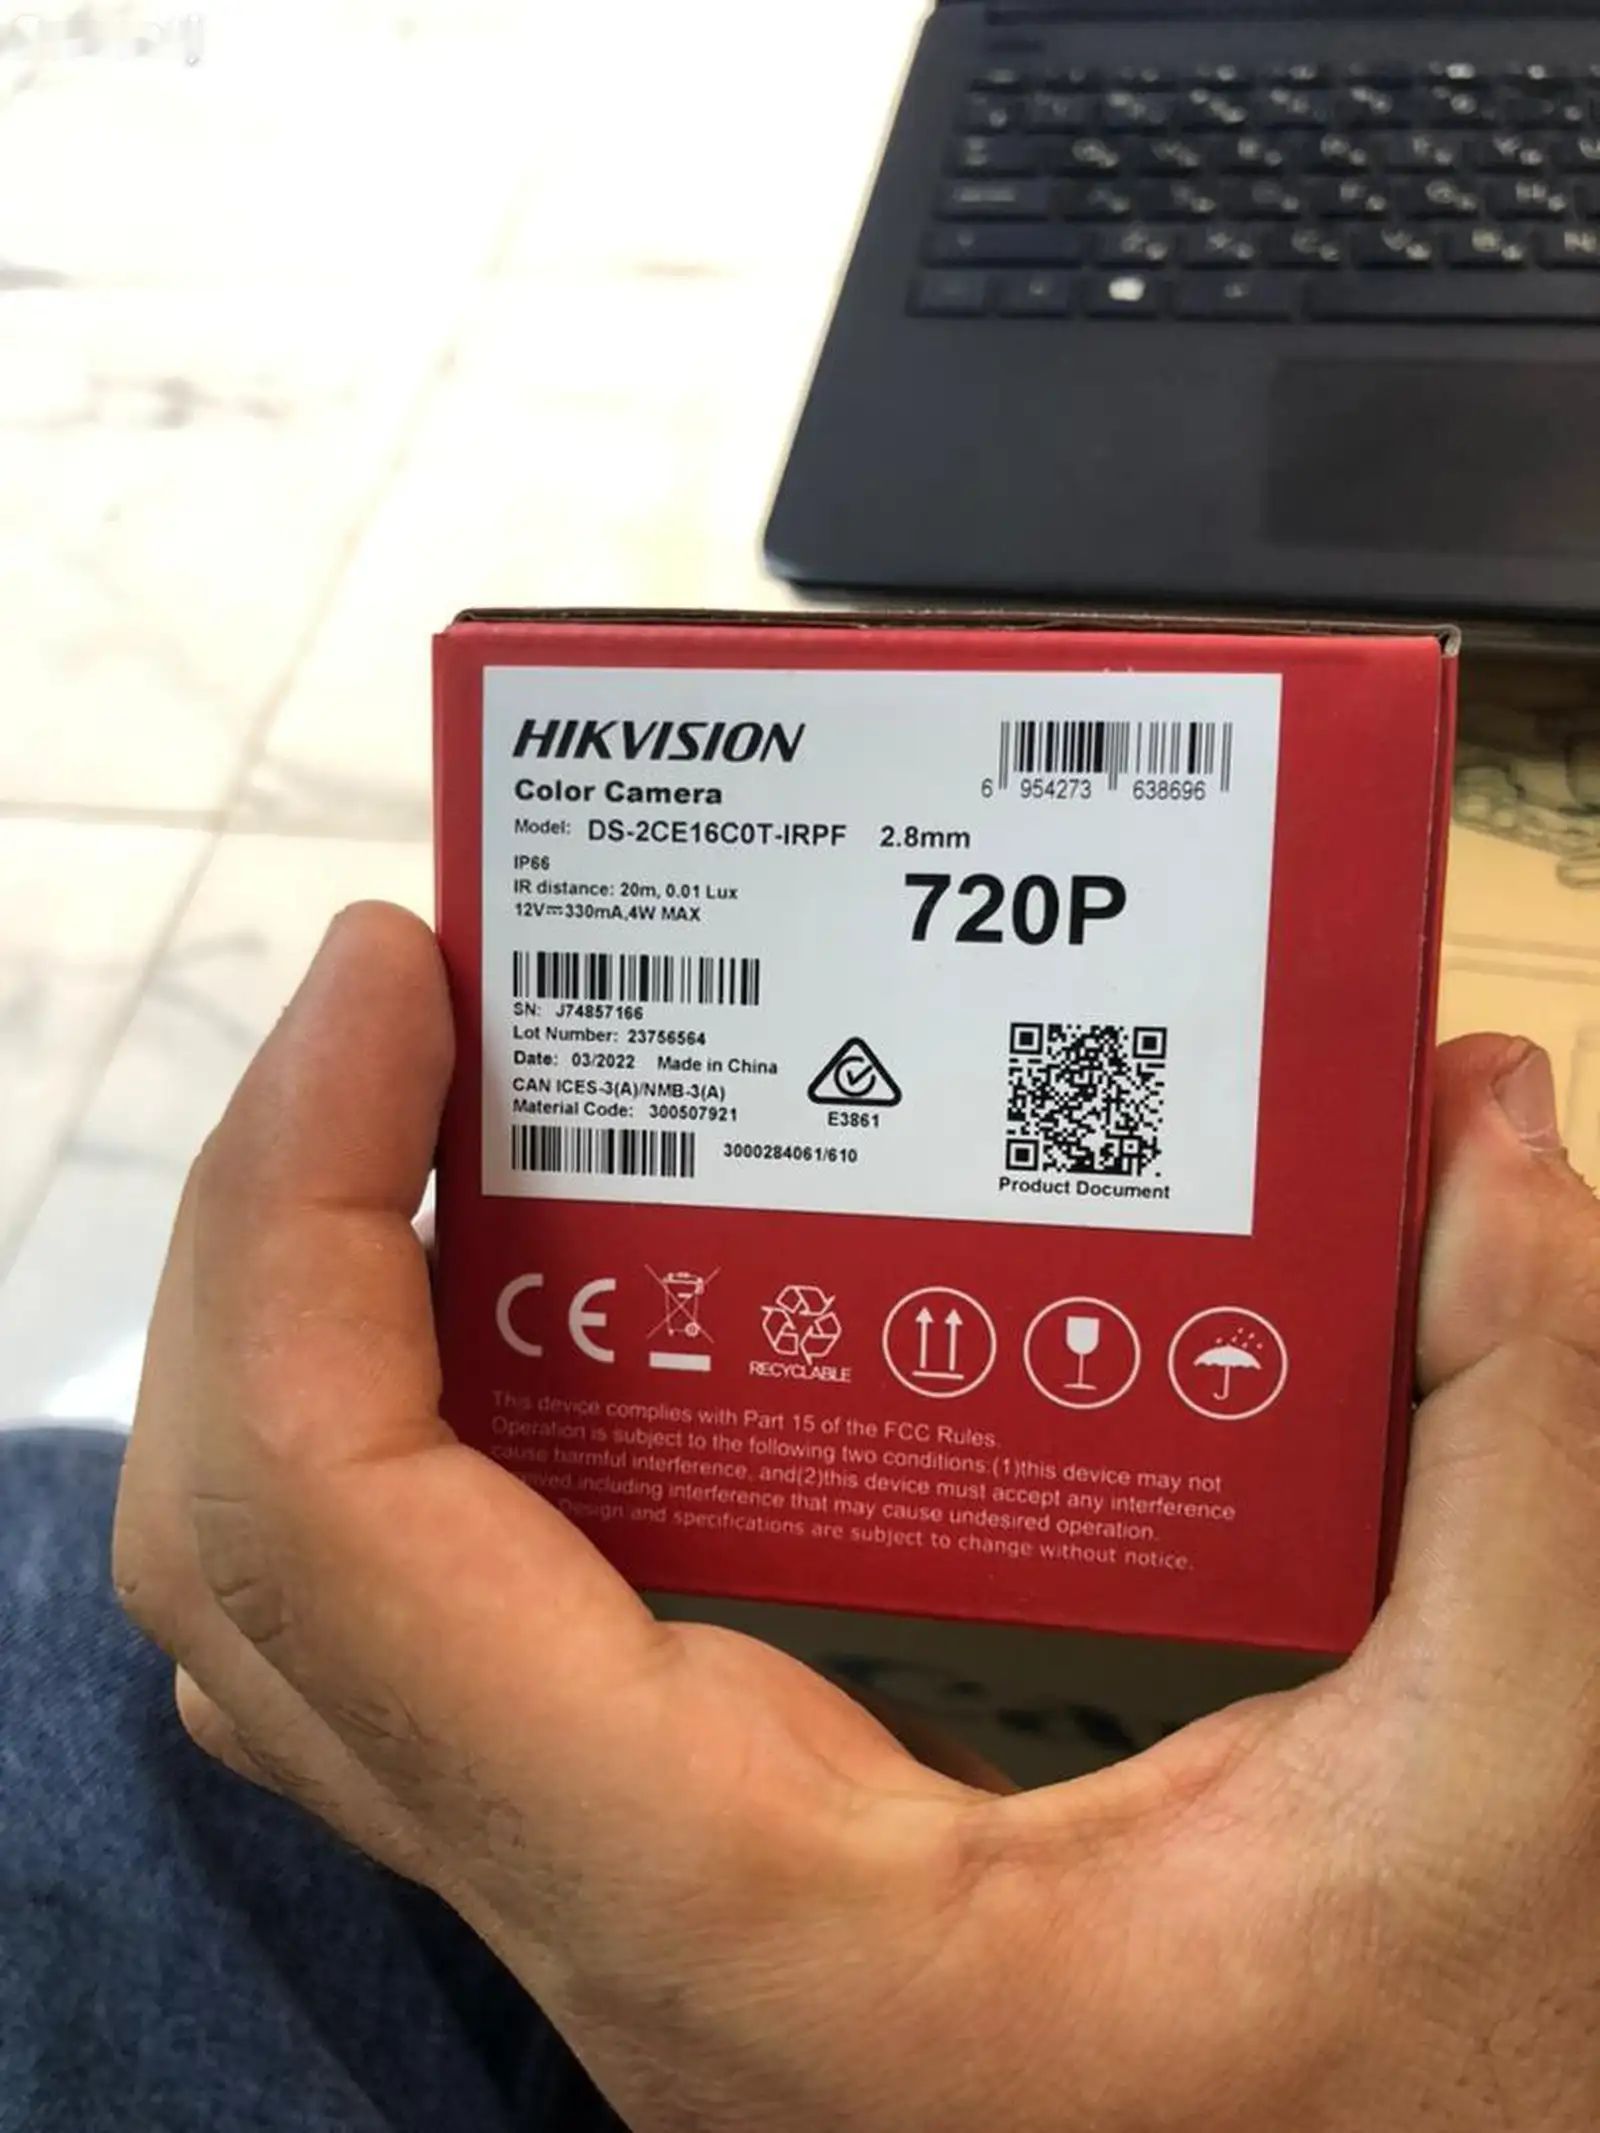 HIKVISION
Color Camera
Model: DS-2CE16C0T-IRPF 2.8mm
6 954273 638696
IP66
IR distance: 20m, 0.01 Lux
12V⎓330mA,4W MAX
720P
SN: J74857166
Lot Number: 23756564
Date: 03/2022 Made in China
CAN ICES-3(A)/NMB-3(A)
Material Code: 300507921
E3861
3000284061/610
Product Document
CE
RECYCLABLE
This device complies with Part 15 of the FCC Rules.
Operation is subject to the following two conditions:(1)this device may not
cause harmful interference, and(2)this device must accept any interference
including interference that may cause undesired operation.
Design and specifications are subject to change without notice.